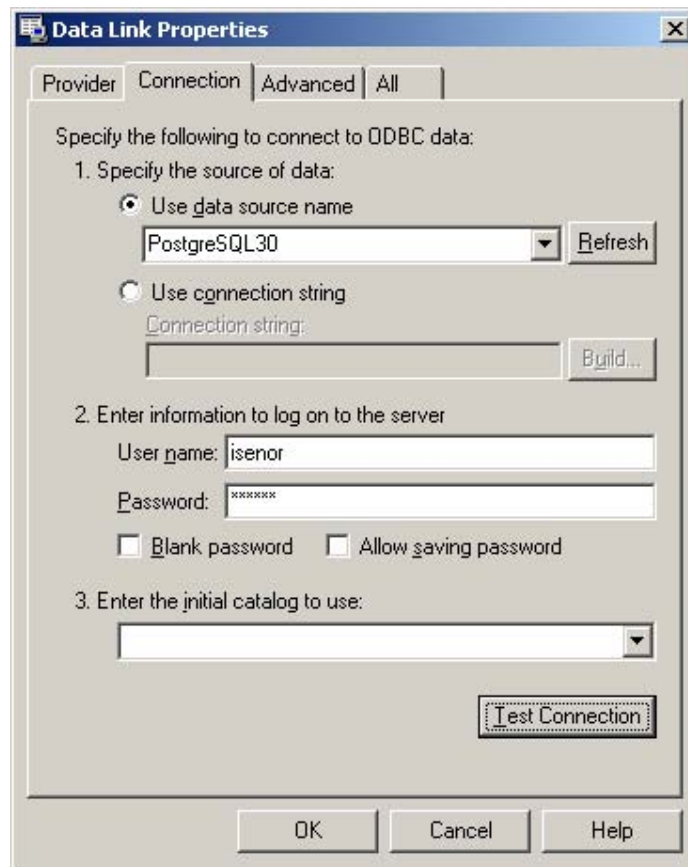 Data Link Properties
Provider Connection Advanced All
Specify the following to connect to ODBC data:
1. Specify the source of data:
Use data source name
PostgreSQL30 Refresh
Use connection string
Connection string:
Build...
2. Enter information to log on to the server
User name: isenor
Password: ******
Blank password Allow saving password
3. Enter the initial catalog to use:
Test Connection
OK Cancel Help